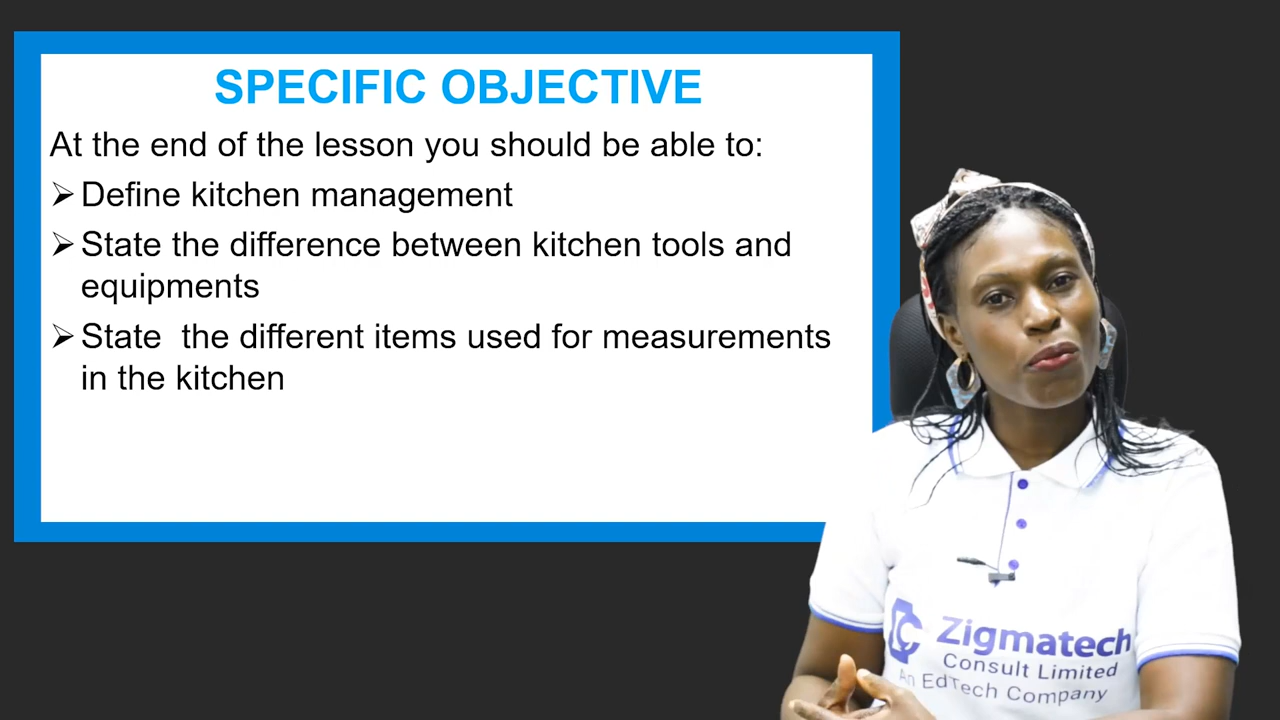 SPECIFIC OBJECTIVE
At the end of the lesson you should be able to:
➢ Define kitchen management
➢ State the difference between kitchen tools and
equipments
➢ State  the different items used for measurements
in the kitchen
Zigmatech
Consult Limited
An EdTech Company